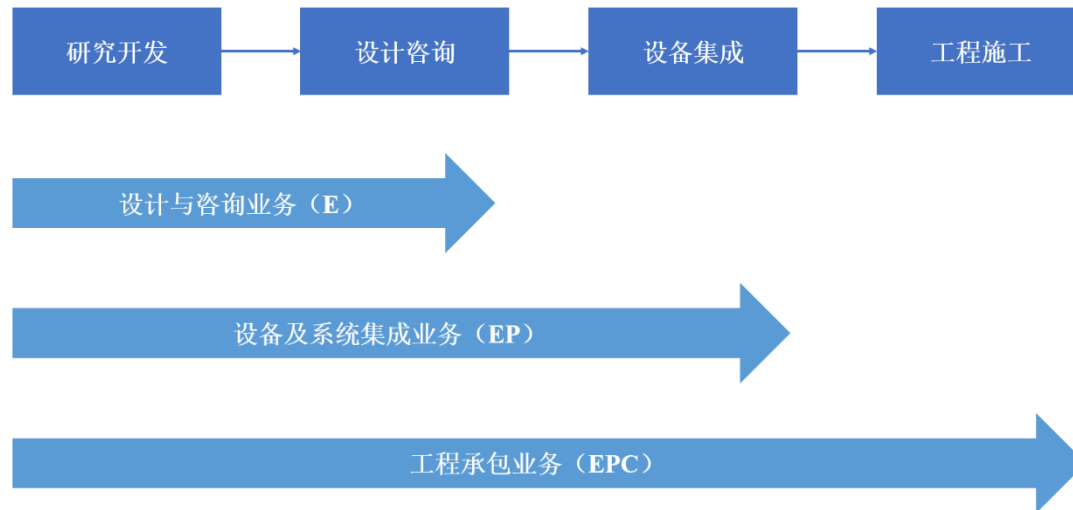 研究开发
设计咨询
设备集成
工程施工
设计与咨询业务（E）
设备及系统集成业务（EP）
工程承包业务（EPC）